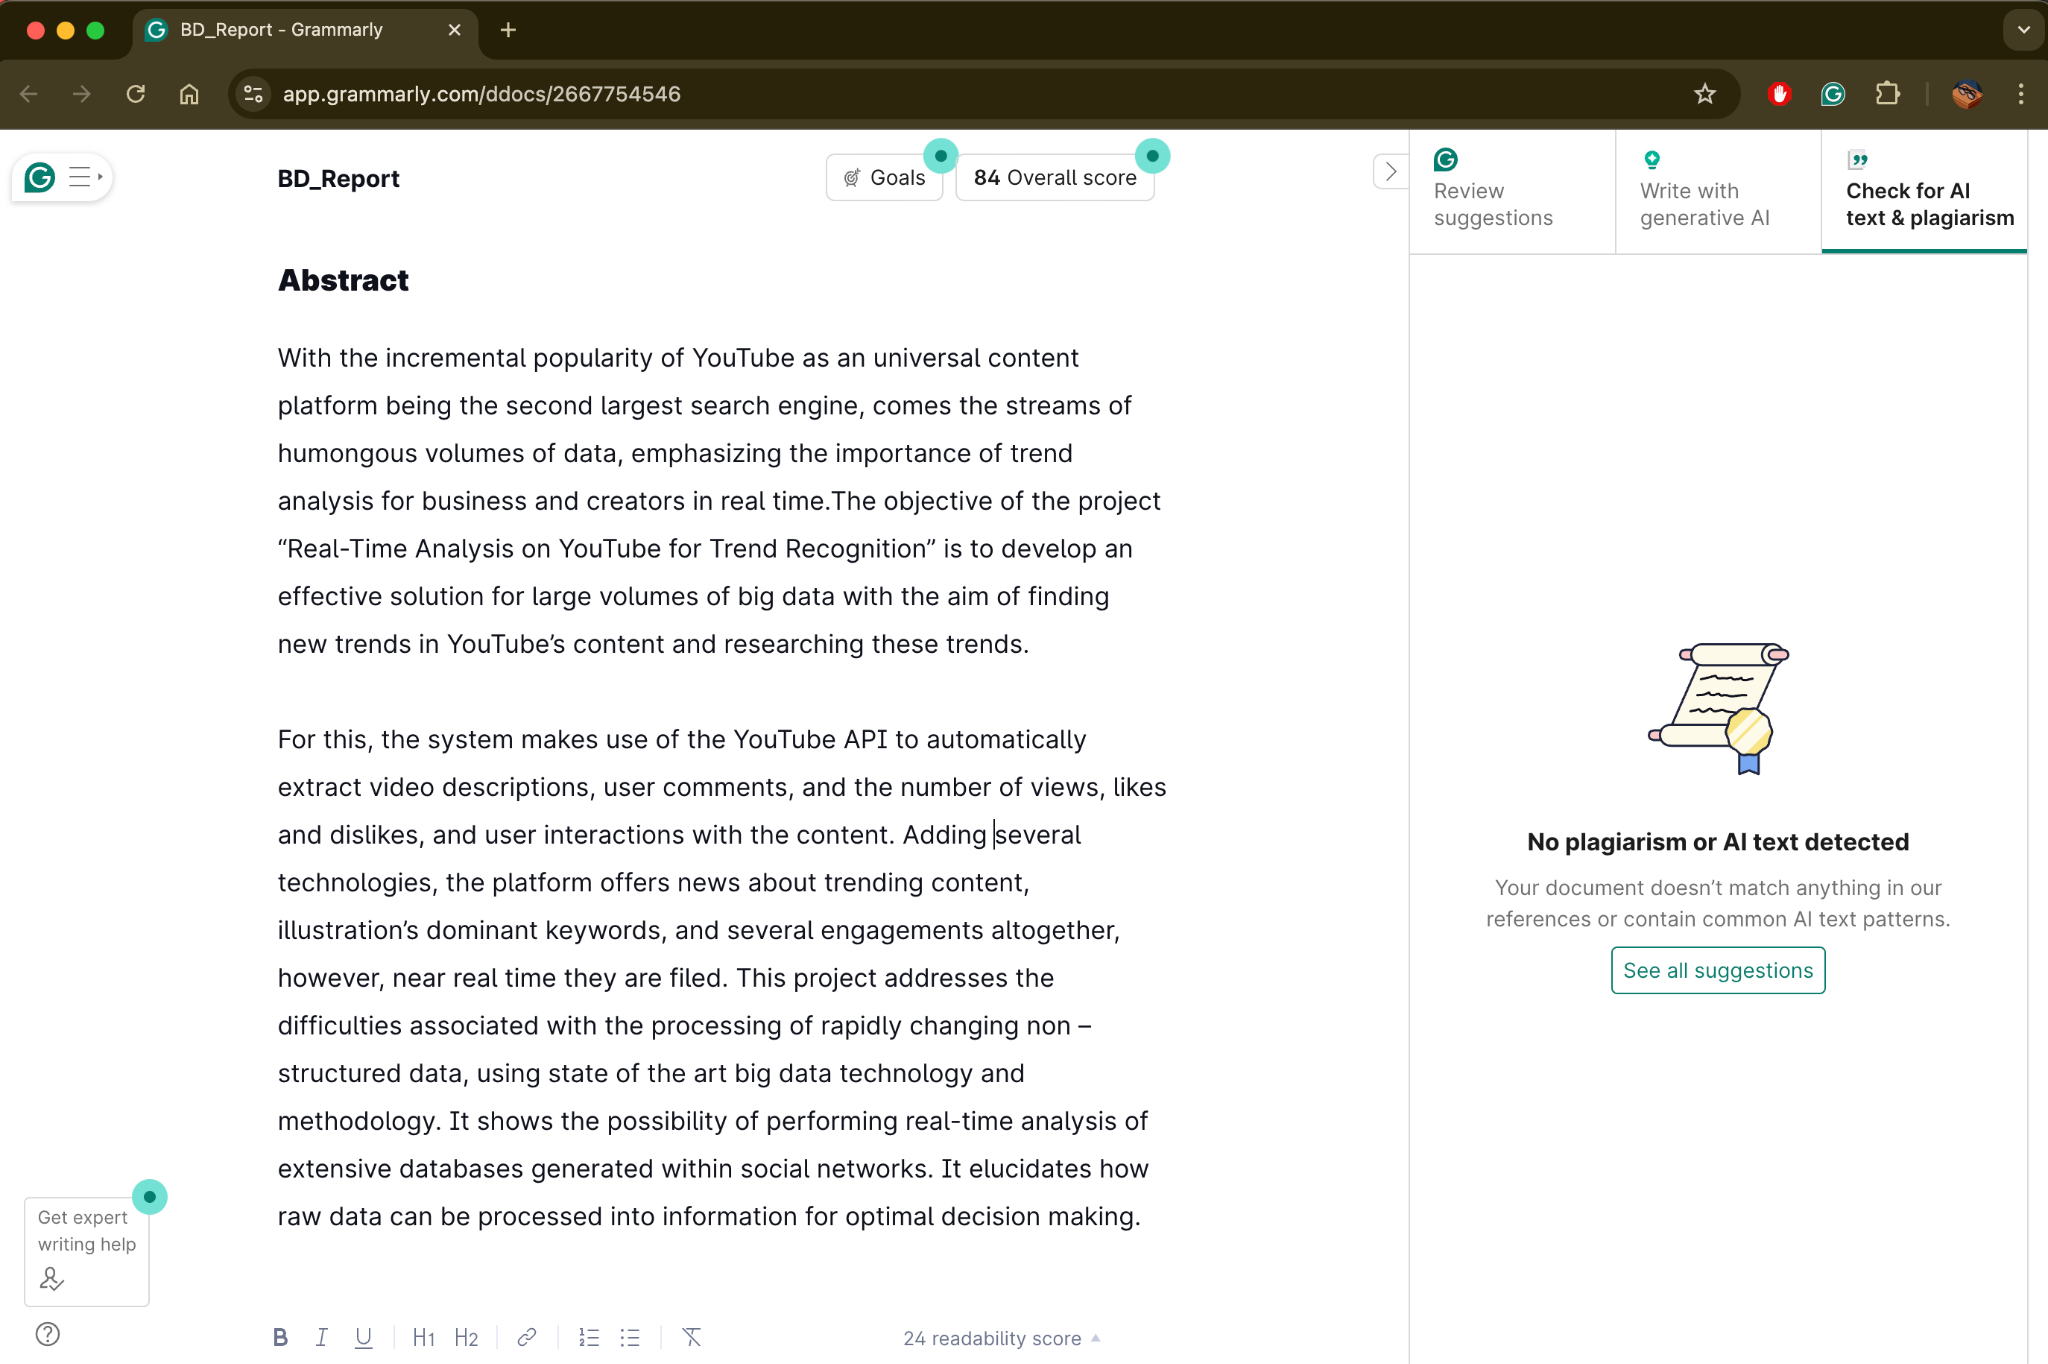 BD_Report - Grammarly
app.grammarly.com/ddocs/2667754546
BD_Report
Goals
84 Overall score
Review
suggestions
Write with
generative AI
Check for AI
text & plagiarism
Abstract
With the incremental popularity of YouTube as an universal content
platform being the second largest search engine, comes the streams of
humongous volumes of data, emphasizing the importance of trend
analysis for business and creators in real time.The objective of the project
“Real-Time Analysis on YouTube for Trend Recognition” is to develop an
effective solution for large volumes of big data with the aim of finding
new trends in YouTube’s content and researching these trends.
For this, the system makes use of the YouTube API to automatically
extract video descriptions, user comments, and the number of views, likes
and dislikes, and user interactions with the content. Adding several
technologies, the platform offers news about trending content,
illustration’s dominant keywords, and several engagements altogether,
however, near real time they are filed. This project addresses the
difficulties associated with the processing of rapidly changing non –
structured data, using state of the art big data technology and
methodology. It shows the possibility of performing real-time analysis of
extensive databases generated within social networks. It elucidates how
raw data can be processed into information for optimal decision making.
No plagiarism or AI text detected
Your document doesn’t match anything in our
references or contain common AI text patterns.
See all suggestions
Get expert
writing help
B I U H1 H2
24 readability score